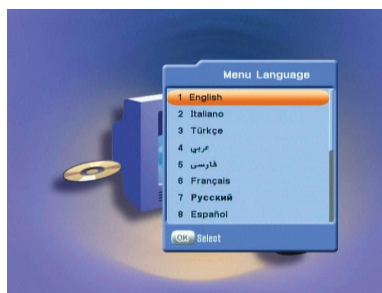 Menu Language
1 English
2 Italiano
3 Türkçe
4 عربي
5 فارسى
6 Français
7 Русский
8 Español
OK Select